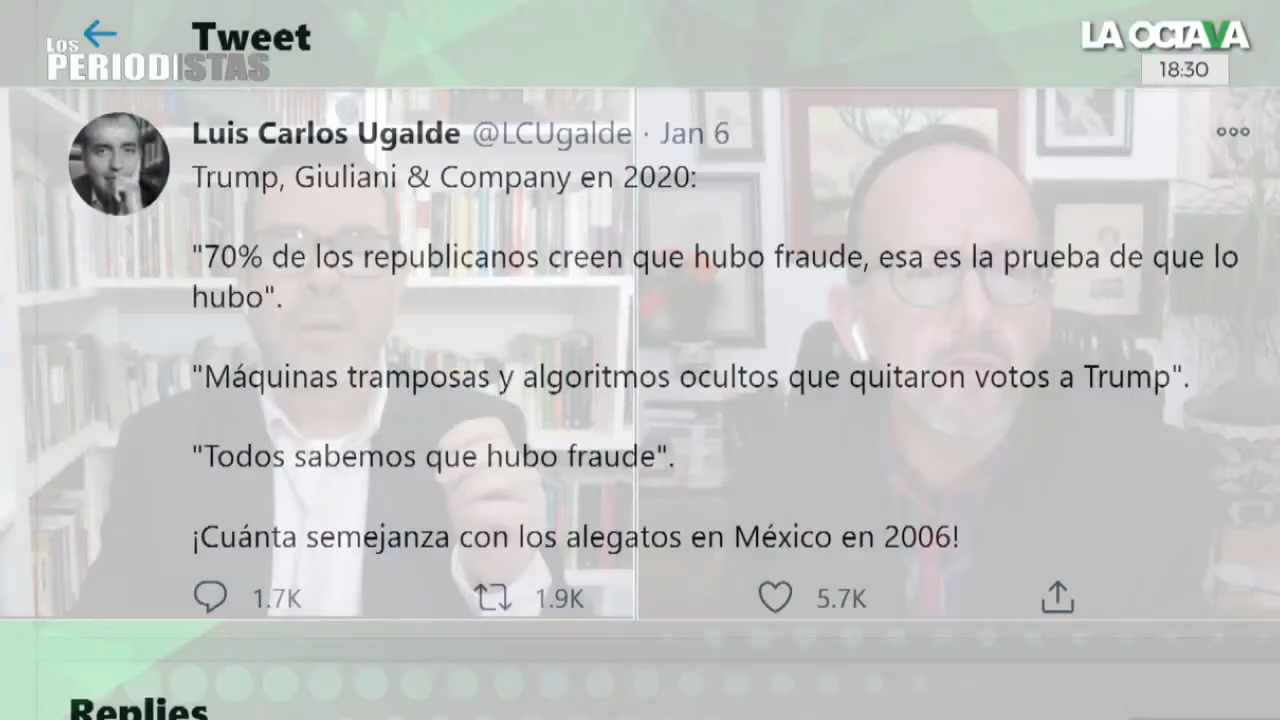 Tweet
LOS
PERIODISTAS
LA OCTAVA
18:30
Luis Carlos Ugalde @LCUgalde · Jan 6
Trump, Giuliani & Company en 2020:
"70% de los republicanos creen que hubo fraude, esa es la prueba de que lo
hubo".
"Máquinas tramposas y algoritmos ocultos que quitaron votos a Trump".
"Todos sabemos que hubo fraude".
¡Cuánta semejanza con los alegatos en México en 2006!
1.7K 1.9K 5.7K
Replies